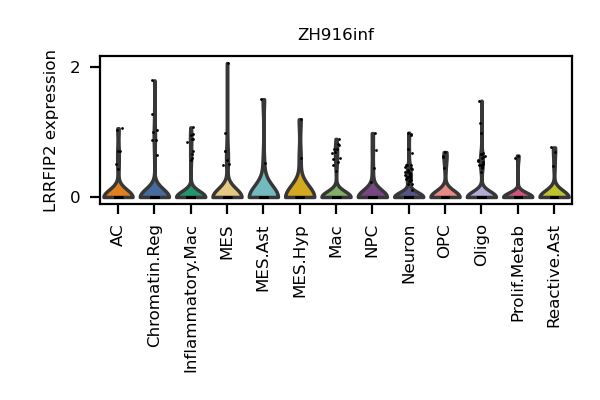 ZH916inf
LRRFIP2 expression
2
0
AC
Chromatin.Reg
Inflammatory.Mac
MES
MES.Ast
MES.Hyp
Mac
NPC
Neuron
OPC
Oligo
Prolif.Metab
Reactive.Ast